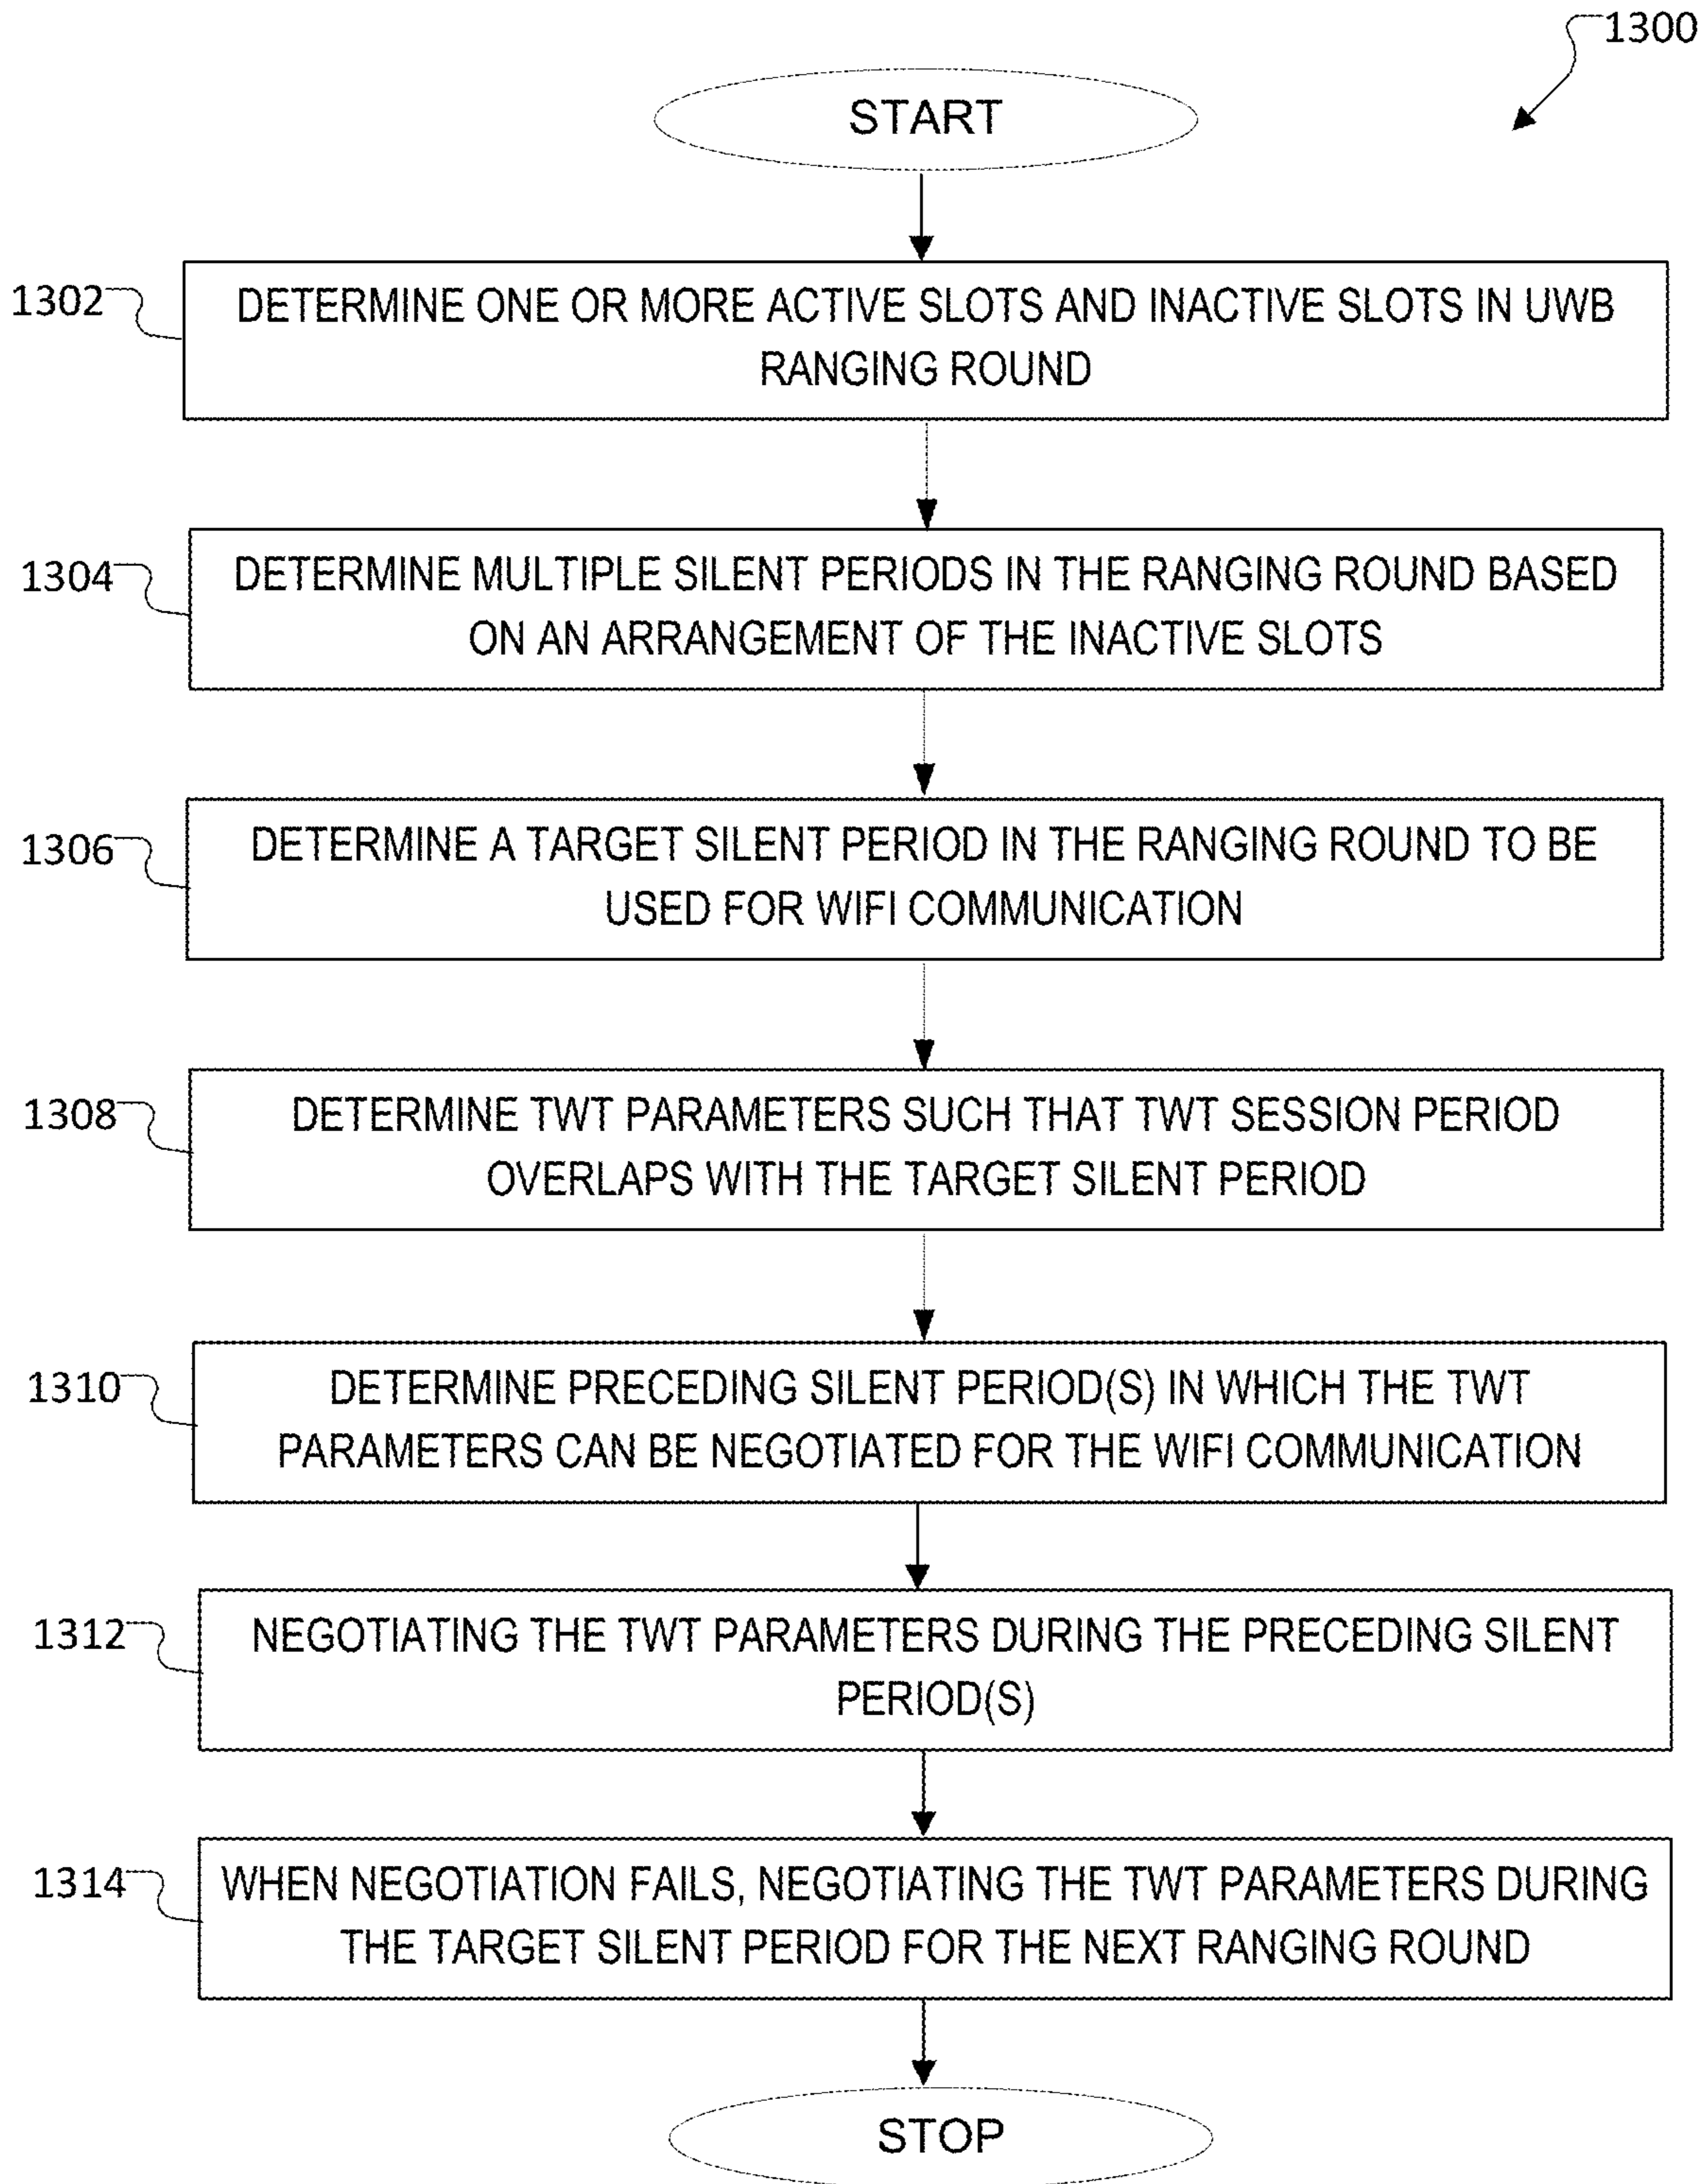 1300
START
1302
DETERMINE ONE OR MORE ACTIVE SLOTS AND INACTIVE SLOTS IN UWB
RANGING ROUND
1304
DETERMINE MULTIPLE SILENT PERIODS IN THE RANGING ROUND BASED
ON AN ARRANGEMENT OF THE INACTIVE SLOTS
1306
DETERMINE A TARGET SILENT PERIOD IN THE RANGING ROUND TO BE
USED FOR WIFI COMMUNICATION
1308
DETERMINE TWT PARAMETERS SUCH THAT TWT SESSION PERIOD
OVERLAPS WITH THE TARGET SILENT PERIOD
1310
DETERMINE PRECEDING SILENT PERIOD(S) IN WHICH THE TWT
PARAMETERS CAN BE NEGOTIATED FOR THE WIFI COMMUNICATION
1312
NEGOTIATING THE TWT PARAMETERS DURING THE PRECEDING SILENT
PERIOD(S)
1314
WHEN NEGOTIATION FAILS, NEGOTIATING THE TWT PARAMETERS DURING
THE TARGET SILENT PERIOD FOR THE NEXT RANGING ROUND
STOP